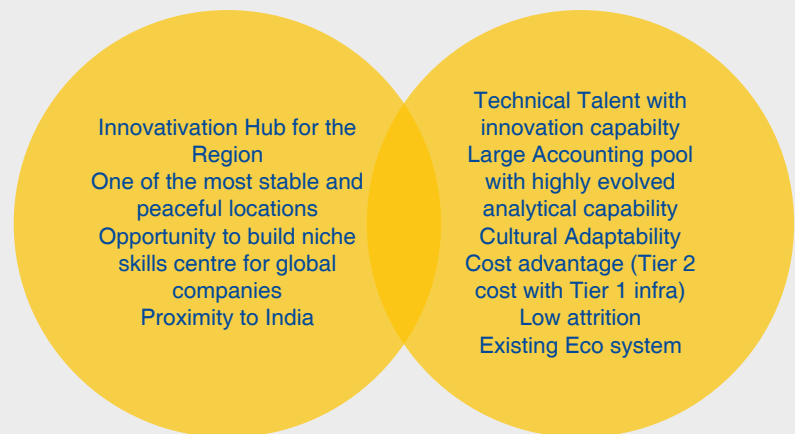 Innovativation Hub for the
Region
One of the most stable and
peaceful locations
Opportunity to build niche
skills centre for global
companies
Proximity to India
Technical Talent with
innovation capabilty
Large Accounting pool
with highly evolved
analytical capability
Cultural Adaptability
Cost advantage (Tier 2
cost with Tier 1 infra)
Low attrition
Existing Eco system